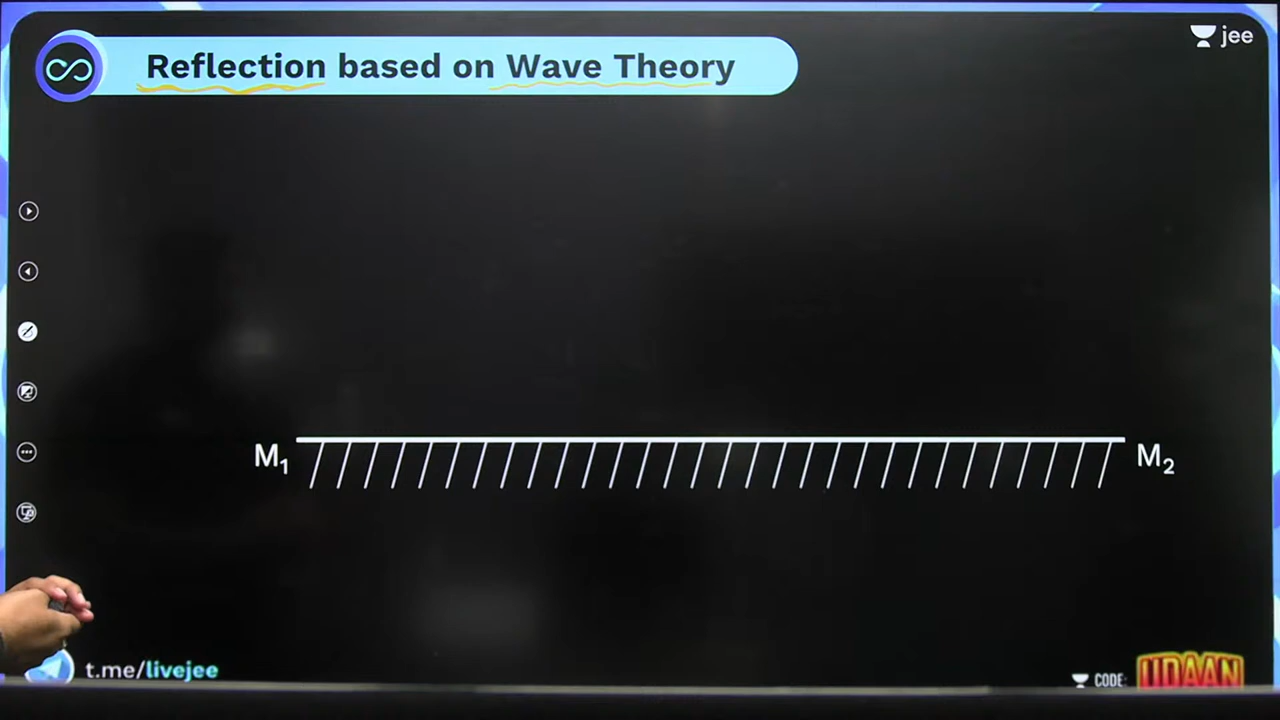 Reflection based on Wave Theory
jee
M₁
M₂
t.me/livejee
CODE:
UDAAN